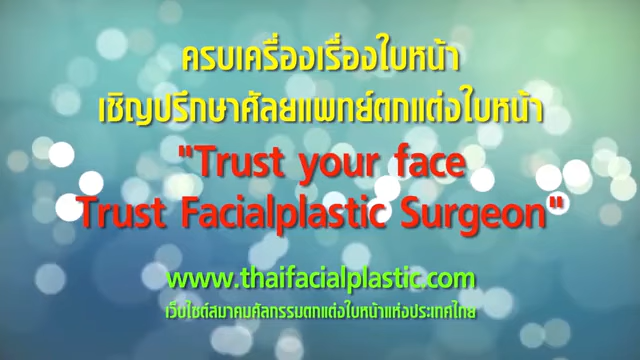 ครบเครื่องเรื่องใบหน้า
เชิญปรึกษาศัลยแพทย์ตกแต่งใบหน้า
"Trust your face
Trust Facialplastic Surgeon"
www.thaifacialplastic.com
เว็บไซต์สมาคมศัลกรรมตกแต่งใบหน้าแห่งประเทศไทย